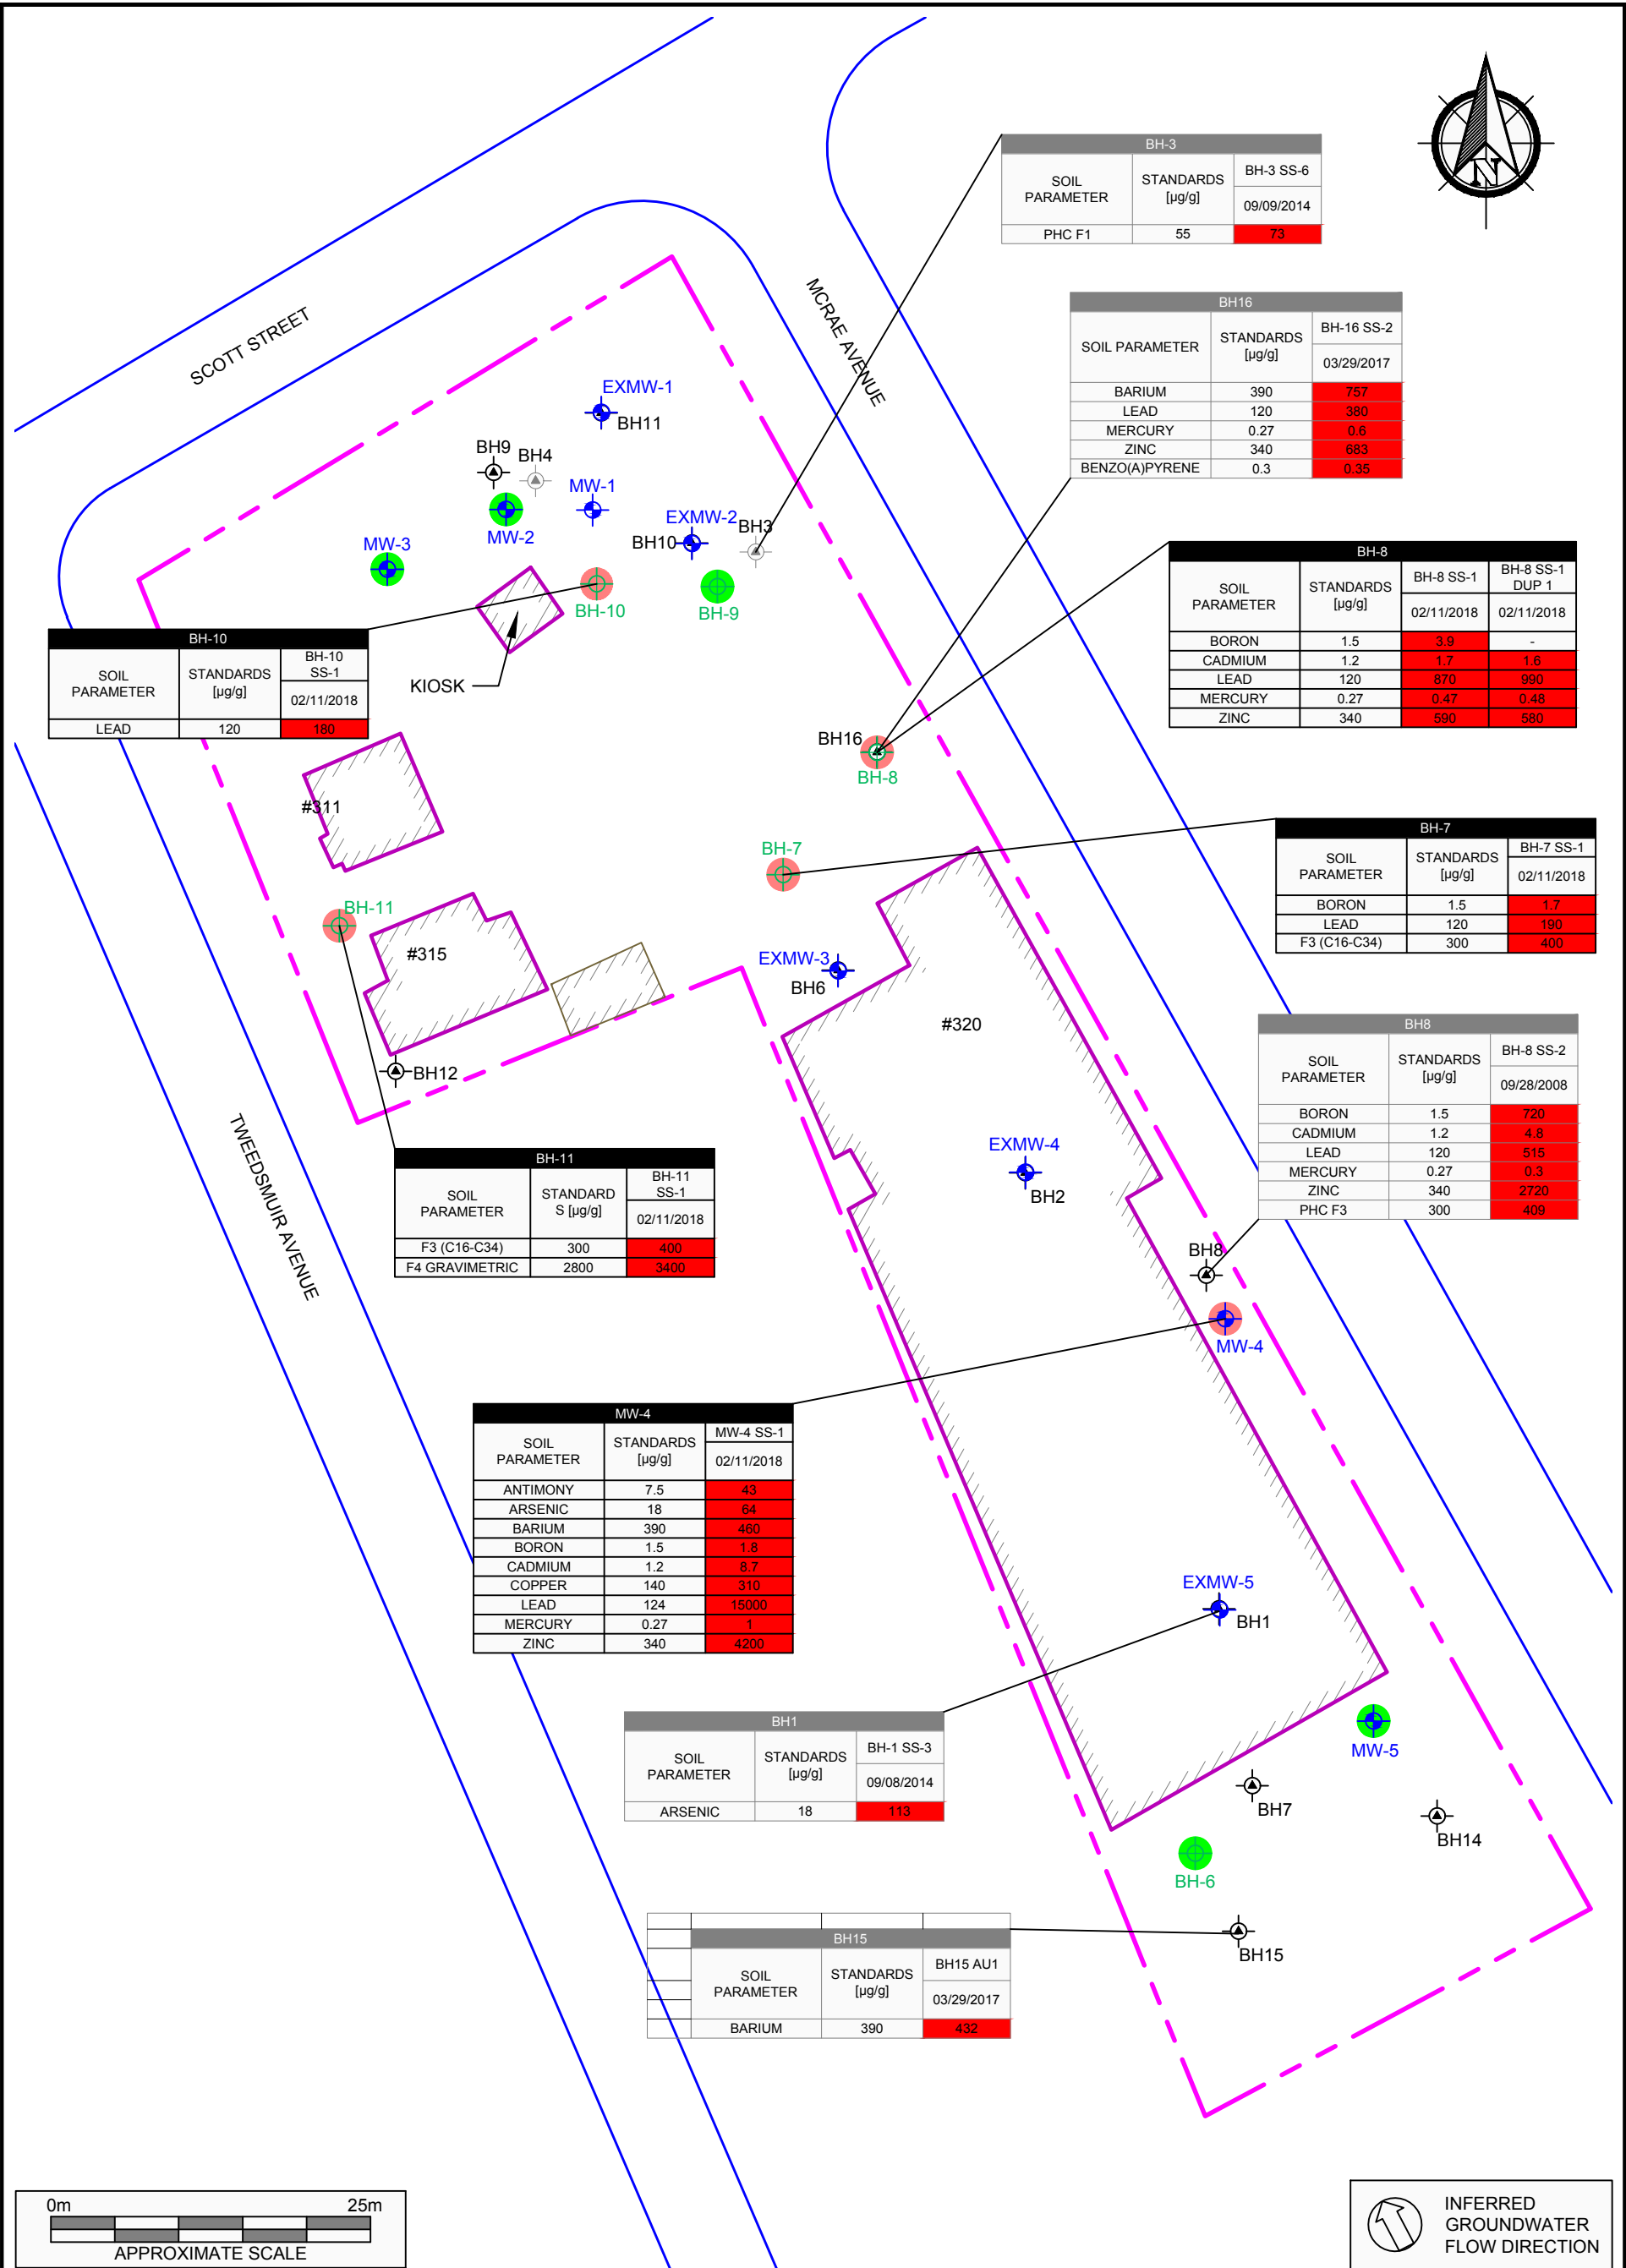 N
SCOTT STREET
MCRAE AVENUE
TWEEDSMUIR AVENUE
BH-3
SOIL PARAMETER STANDARDS [µg/g] BH-3 SS-6
09/09/2014
PHC F1 55 73
BH16
SOIL PARAMETER STANDARDS [µg/g] BH-16 SS-2
03/29/2017
BARIUM 390 757
LEAD 120 380
MERCURY 0.27 0.6
ZINC 340 683
BENZO(A)PYRENE 0.3 0.35
EXMW-1
BH11
BH9
BH4
MW-1
MW-2
EXMW-2
BH3
BH10
MW-3
BH-10
BH-9
BH-8
SOIL PARAMETER STANDARDS [µg/g] BH-8 SS-1 BH-8 SS-1 DUP 1
02/11/2018 02/11/2018
BORON 1.5 3.9 -
CADMIUM 1.2 1.7 1.6
LEAD 120 870 990
MERCURY 0.27 0.47 0.48
ZINC 340 590 580
BH-10
SOIL PARAMETER STANDARDS [µg/g] BH-10 SS-1
02/11/2018
LEAD 120 180
KIOSK
BH16
BH-8
#311
BH-7
BH-7
SOIL PARAMETER STANDARDS [µg/g] BH-7 SS-1
02/11/2018
BORON 1.5 1.7
LEAD 120 190
F3 (C16-C34) 300 400
BH-11
#315
EXMW-3
BH6
#320
BH12
BH8
SOIL PARAMETER STANDARDS [µg/g] BH-8 SS-2
09/28/2008
BORON 1.5 720
CADMIUM 1.2 4.8
LEAD 120 515
MERCURY 0.27 0.3
ZINC 340 2720
PHC F3 300 409
BH-11
SOIL PARAMETER STANDARD S [µg/g] BH-11 SS-1
02/11/2018
F3 (C16-C34) 300 400
F4 GRAVIMETRIC 2800 3400
EXMW-4
BH2
BH8
MW-4
MW-4
SOIL PARAMETER STANDARDS [µg/g] MW-4 SS-1
02/11/2018
ANTIMONY 7.5 43
ARSENIC 18 64
BARIUM 390 460
BORON 1.5 1.8
CADMIUM 1.2 8.7
COPPER 140 310
LEAD 124 15000
MERCURY 0.27 1
ZINC 340 4200
EXMW-5
BH1
BH1
SOIL PARAMETER STANDARDS [µg/g] BH-1 SS-3
09/08/2014
ARSENIC 18 113
MW-5
BH7
BH14
BH-6
BH15
BH15
SOIL PARAMETER STANDARDS [µg/g] BH15 AU1
03/29/2017
BARIUM 390 432
0m 25m
APPROXIMATE SCALE
INFERRED
GROUNDWATER
FLOW DIRECTION